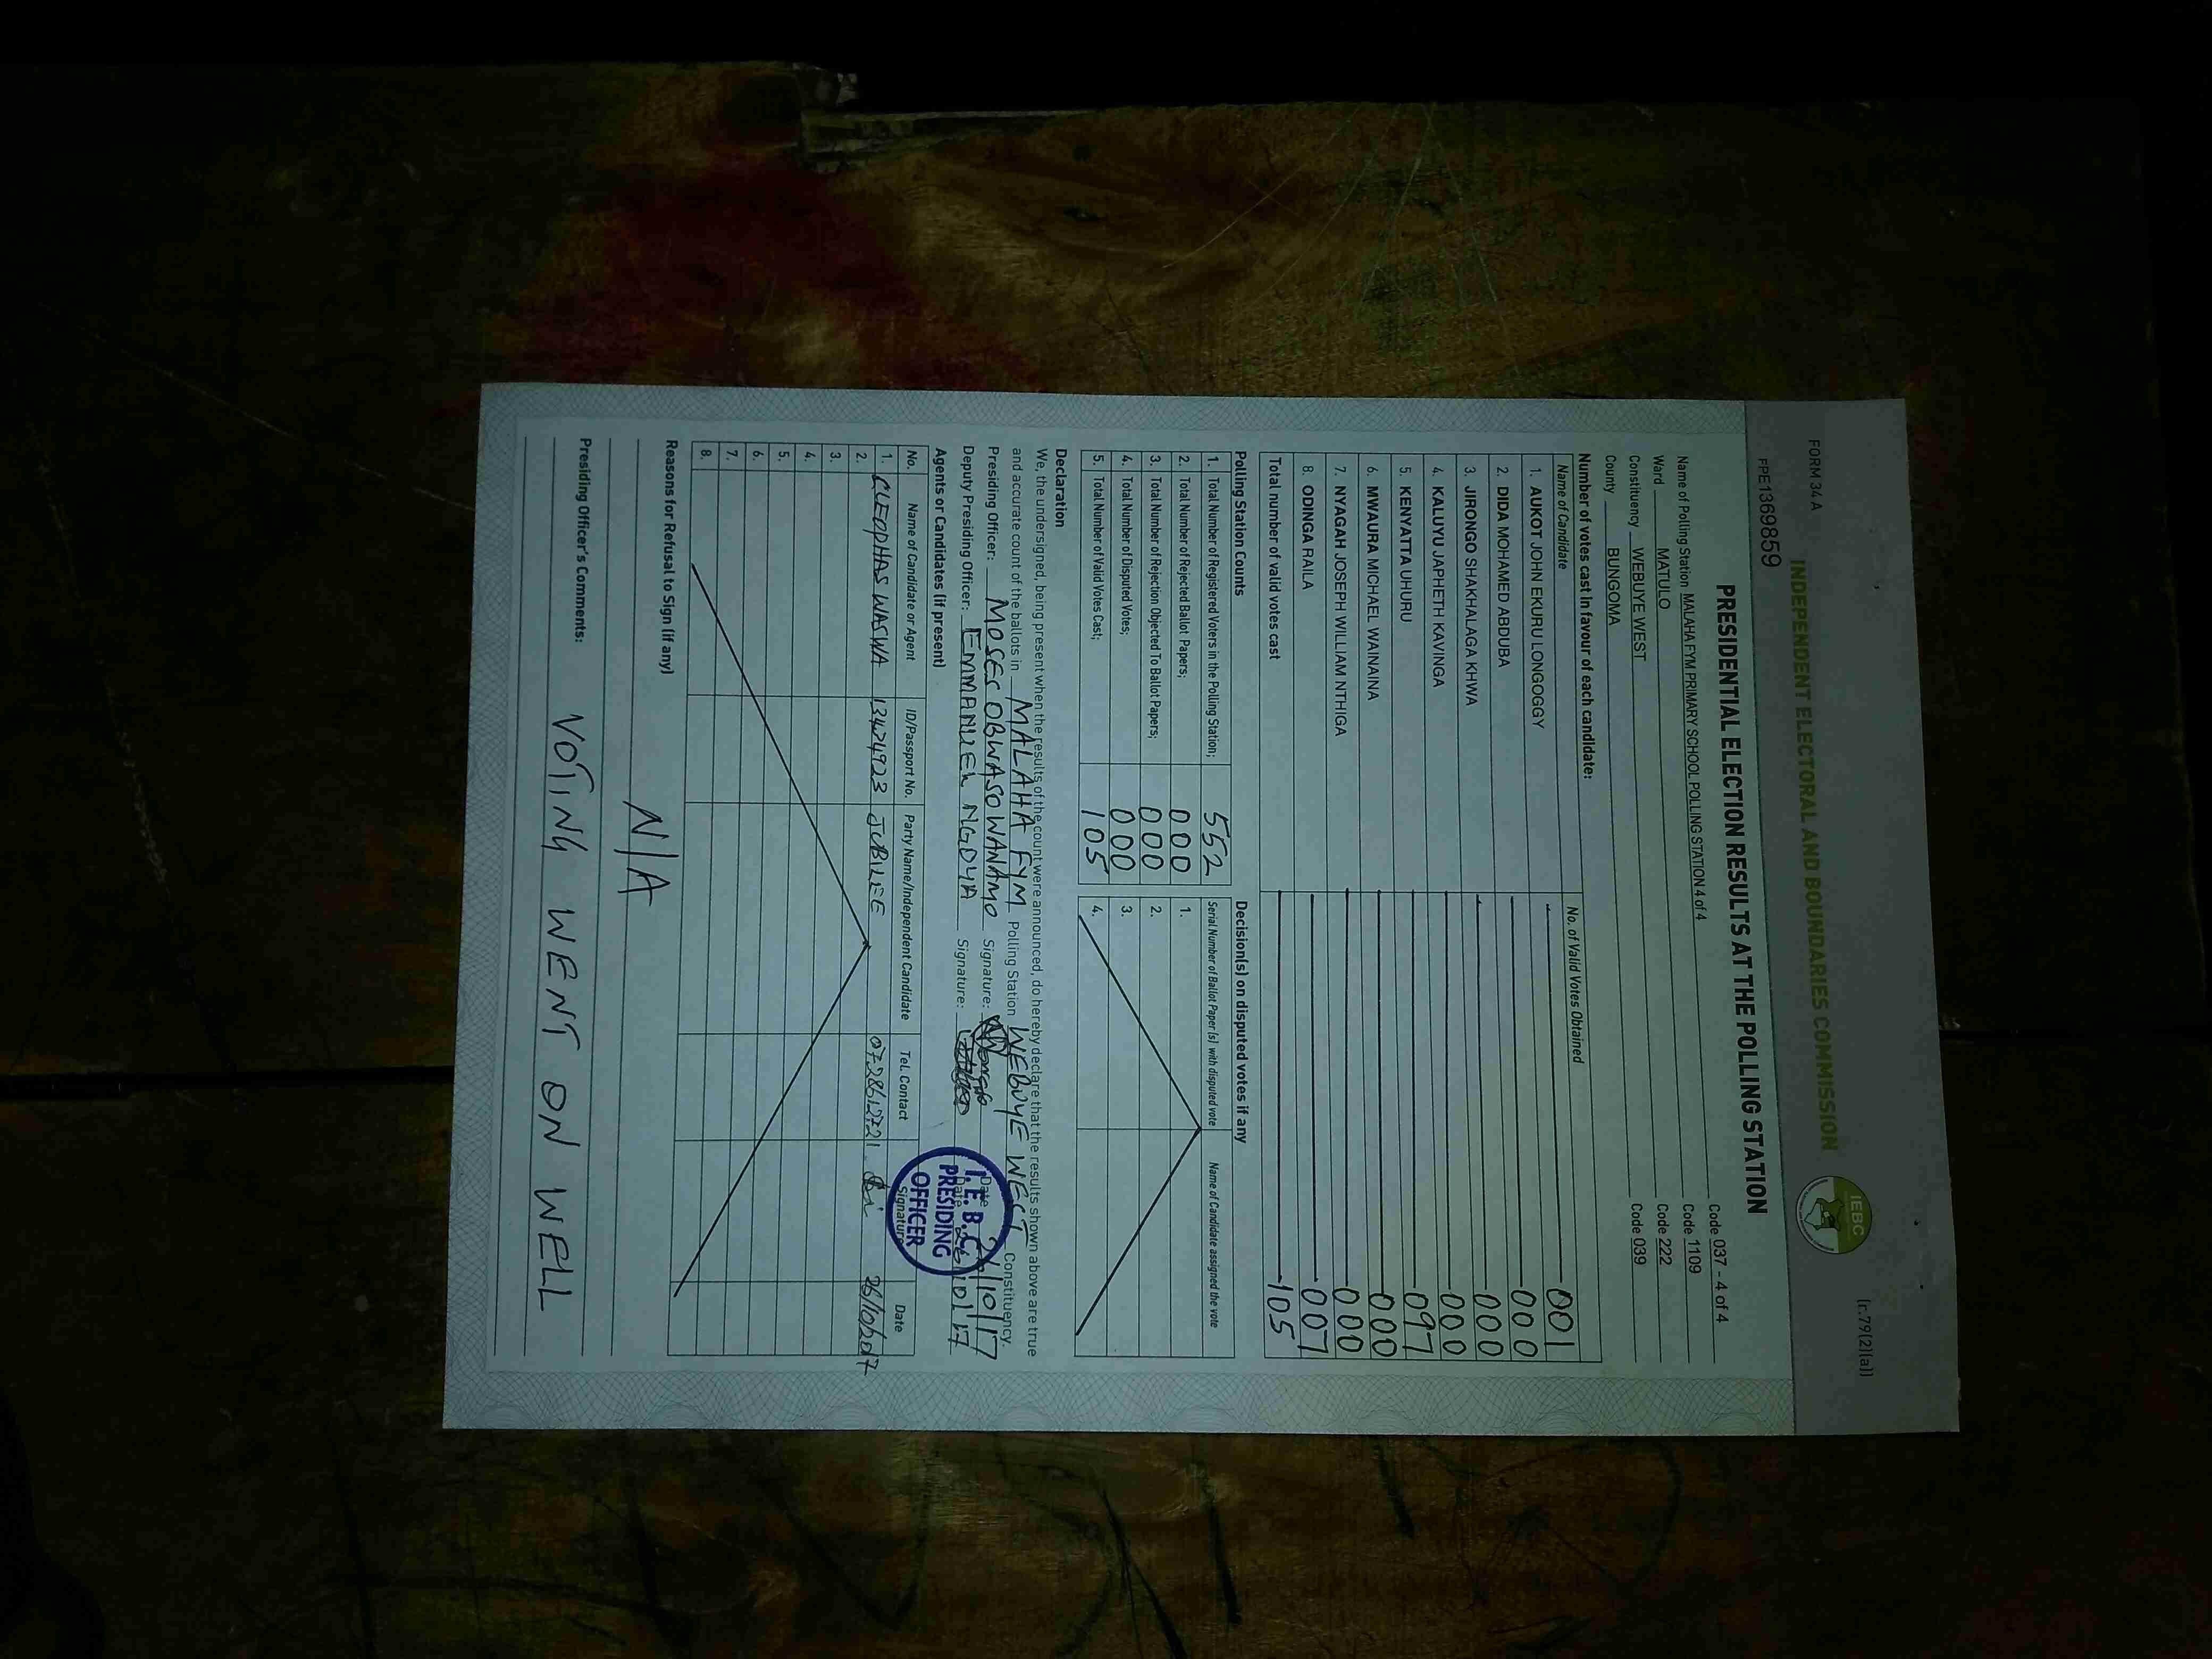 FORM 34 A
(r.79(2)(a))
INDEPENDENT ELECTORAL AND BOUNDARIES COMMISSION
IEBC
FPE1369859
PRESIDENTIAL ELECTION RESULTS AT THE POLLING STATION
Name of Polling Station MALAHA FYM PRIMARY SCHOOL POLLING STATION 4 of 4 Code 037 - 4 of 4
Ward MATULO Code 1109
Constituency WEBUYE WEST Code 222
County BUNGOMA Code 039
Number of votes cast in favour of each candidate:
Name of Candidate No. of Valid Votes Obtained
1. AUKOT JOHN EKURU LONGOGGY 001
2. DIDA MOHAMED ABDUBA 000
3. JIRONGO SHAKHALAGA KHWA 000
4. KALUYU JAPHETH KAVINGA 000
5. KENYATTA UHURU 097
6. MWAURA MICHAEL WAINAINA 000
7. NYAGAH JOSEPH WILLIAM NTHIGA 000
8. ODINGA RAILA 007
Total number of valid votes cast 105
Polling Station Counts Decision(s) on disputed votes if any
1. Total Number of Registered Voters in the Polling Station; 552 Serial Number of Ballot Paper (s) with disputed vote Name of Candidate assigned the vote
2. Total Number of Rejected Ballot Papers; 000 1.
3. Total Number of Rejection Objected To Ballot Papers; 000 2.
4. Total Number of Disputed Votes; 000 3.
5. Total Number of Valid Votes Cast; 105 4.
Declaration
We, the undersigned, being present when the results of the count were announced, do hereby declare that the results shown above are true
and accurate count of the ballots in MALAHA FYM Polling Station WEBUYE WEST Constituency.
Presiding Officer: MOSES OBWASO WANAMO Signature: Date 26/10/17
Deputy Presiding Officer: EMMANUEL Signature: Date 26/10/17
I.E.B.C.
PRESIDING
OFFICER
Agents or Candidates (if present)
No. Name of Candidate or Agent ID/Passport No. Party Name/Independent Candidate Tel. Contact Signature Date
1. CLEOPHAS WASWA 13424923 JUBILEE 0728612721 26/10/2017
2.
3.
4.
5.
6.
7.
8.
Reasons for Refusal to Sign (if any)
N/A
Presiding Officer's Comments:
VOTING WENT ON WELL